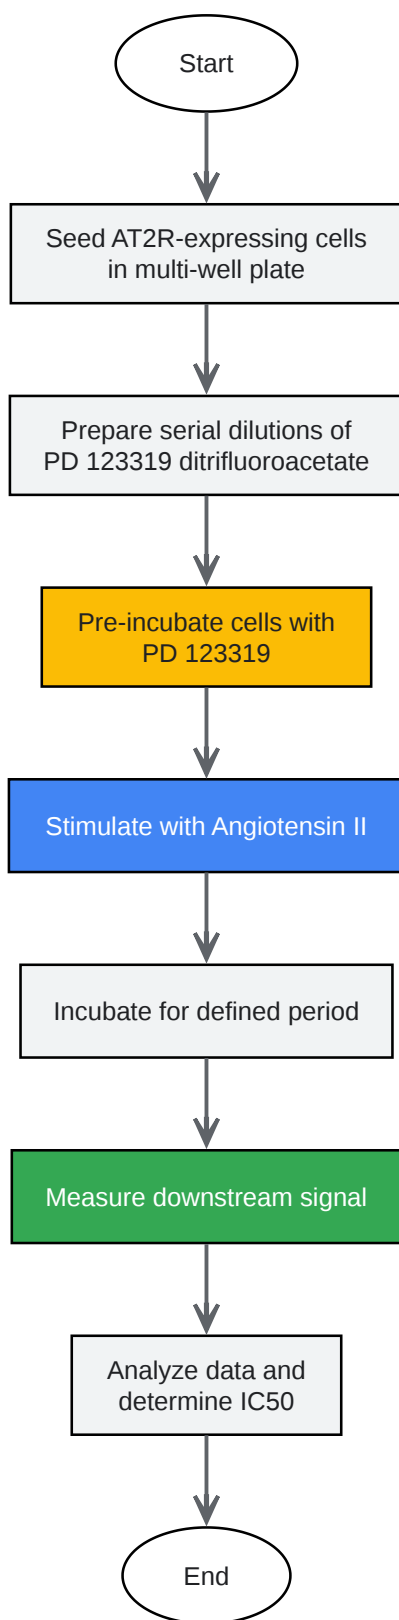 Start
Seed AT2R-expressing cells
in multi-well plate
Prepare serial dilutions of
PD 123319 ditrifluoroacetate
Pre-incubate cells with
PD 123319
Stimulate with Angiotensin II
Incubate for defined period
Measure downstream signal
Analyze data and
determine IC50
End